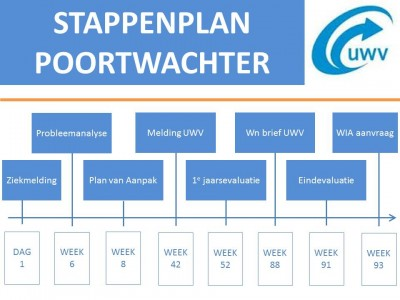 STAPPENPLAN
POORTWACHTER
UWV
Probleemanalyse
Melding UWV
Wn brief UWV
WIA aanvraag
Ziekmelding
Plan van Aanpak
1e jaarsevaluatie
Eindevaluatie
DAG
1
WEEK
6
WEEK
8
WEEK
42
WEEK
52
WEEK
88
WEEK
91
WEEK
93